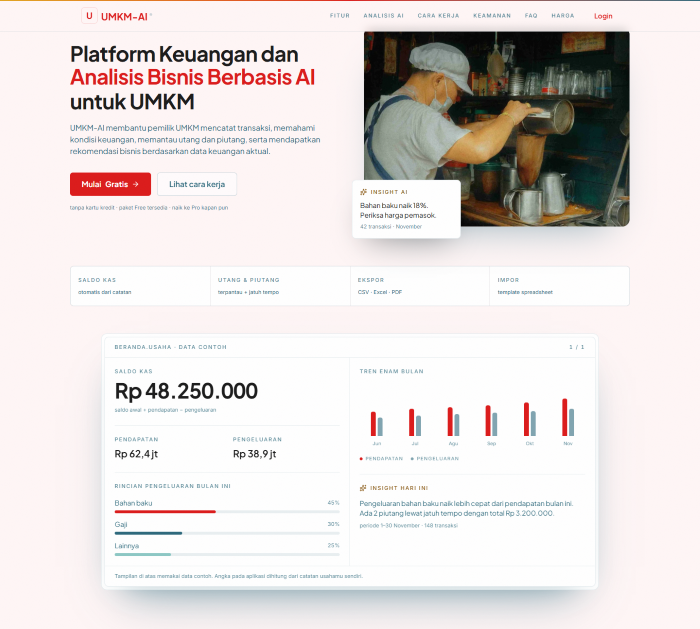 U UMKM-AI
FITUR ANALISIS AI CARA KERJA KEAMANAN FAQ HARGA Login
Platform Keuangan dan
Analisis Bisnis Berbasis AI
untuk UMKM
UMKM-AI membantu pemilik UMKM mencatat transaksi, memahami
kondisi keuangan, memantau utang dan piutang, serta mendapatkan
rekomendasi bisnis berdasarkan data keuangan aktual.
Mulai Gratis →
Lihat cara kerja
tanpa kartu kredit · paket Free tersedia · naik ke Pro kapan pun
INSIGHT AI
Bahan baku naik 18%.
Periksa harga pemasok.
42 transaksi · November
SALDO KAS
otomatis dari catatan
UTANG & PIUTANG
terpantau + jatuh tempo
EKSPOR
CSV · Excel · PDF
IMPOR
template spreadsheet
BERANDA USAHA · DATA CONTOH
1 / 1
SALDO KAS
Rp 48.250.000
saldo awal + pendapatan − pengeluaran
PENDAPATAN
Rp 62,4 jt
PENGELUARAN
Rp 38,9 jt
RINCIAN PENGELUARAN BULAN INI
Bahan baku 45%
Gaji 30%
Lainnya 25%
TREN ENAM BULAN
Jun Jul Agu Sep Okt Nov
PENDAPATAN PENGELUARAN
INSIGHT HARI INI
Pengeluaran bahan baku naik lebih cepat dari pendapatan bulan ini.
Ada 2 piutang lewat jatuh tempo dengan total Rp 3.200.000.
periode 1–30 November · 148 transaksi
Tampilan di atas memakai data contoh. Angka pada aplikasi dihitung dari catatan usahamu sendiri.